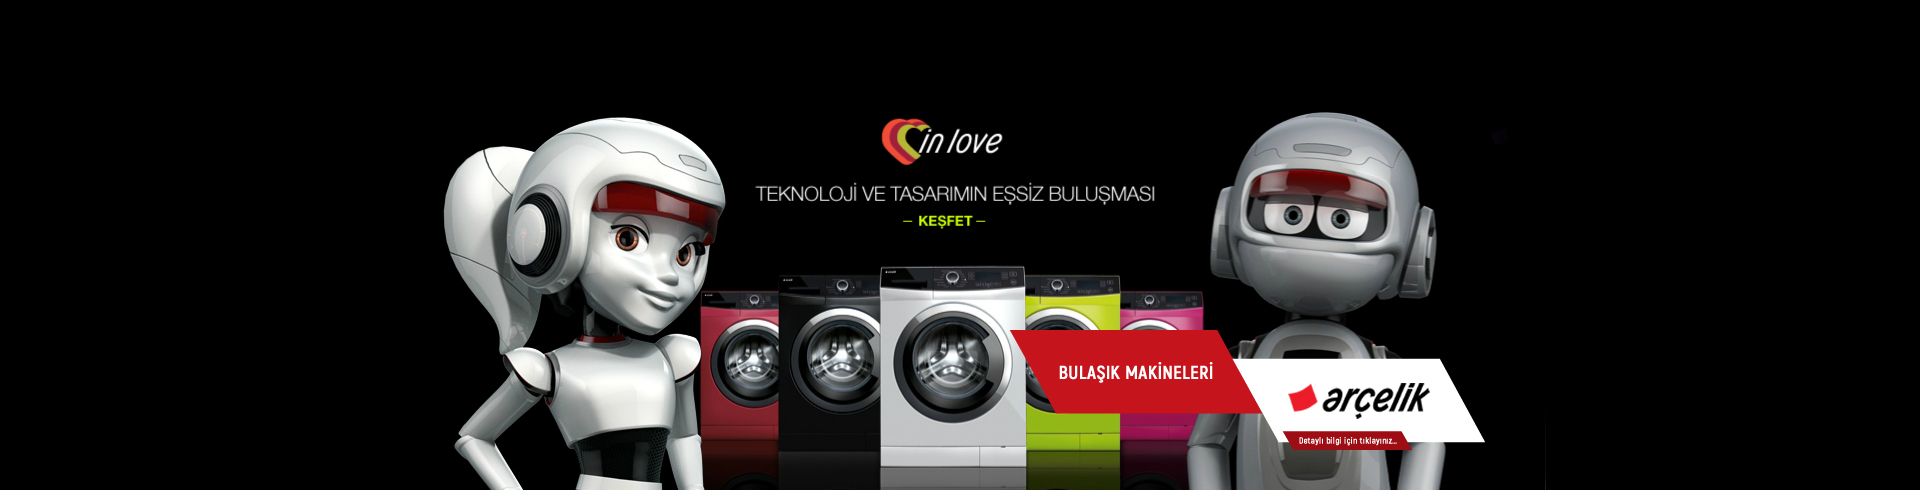 in love
TEKNOLOJİ VE TASARIMIN EŞSİZ BULUŞMASI
– KEŞFET –
BULAŞIK MAKİNELERİ
arçelik
Detaylı bilgi için tıklayınız...